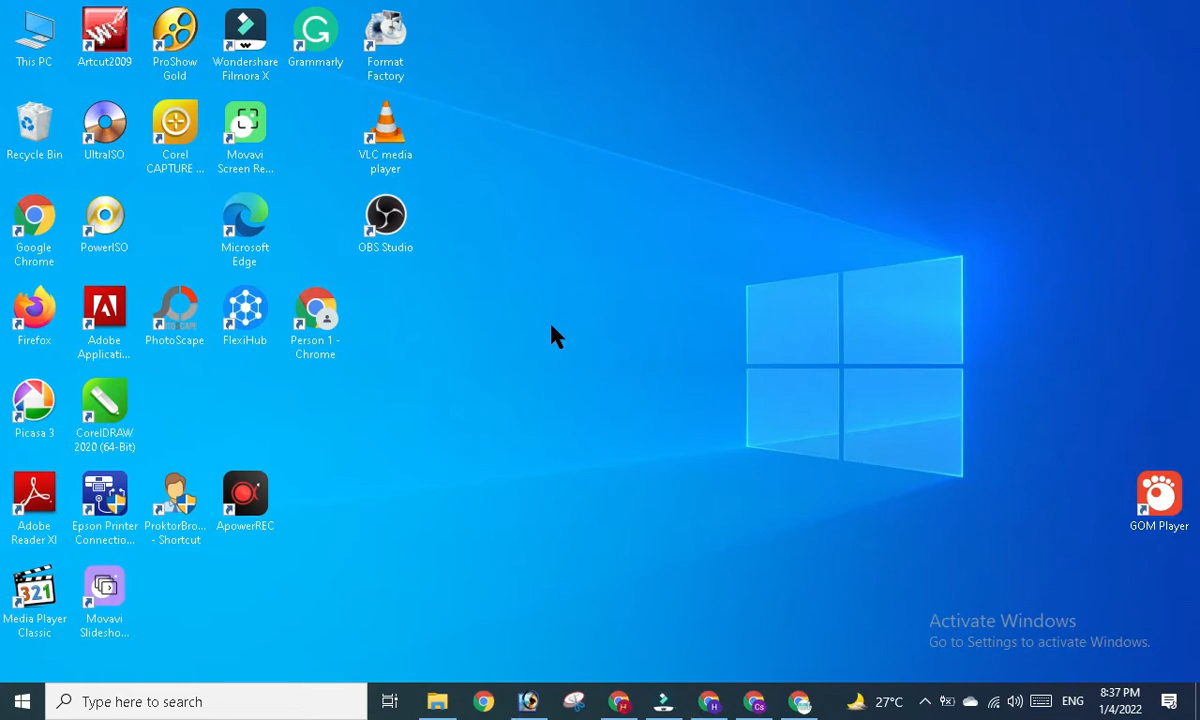 This PC
Artcut2009
ProShow
Gold
Wondershare
Filmora X
Grammarly
Format
Factory
Recycle Bin
UltraISO
Corel
CAPTURE ...
Movavi
Screen Re...
VLC media
player
Google
Chrome
PowerISO
Microsoft
Edge
OBS Studio
Firefox
Adobe
Applicati...
PhotoScape
FlexiHub
Person 1 -
Chrome
Picasa 3
CorelDRAW
2020 (64-Bit)
Adobe
Reader XI
Epson Printer
Connectio...
ProktorBro...
- Shortcut
ApowerREC
GOM Player
321
Media Player
Classic
Movavi
Slidesho...
Activate Windows
Go to Settings to activate Windows.
Type here to search
27°C
ENG
8:37 PM
1/4/2022